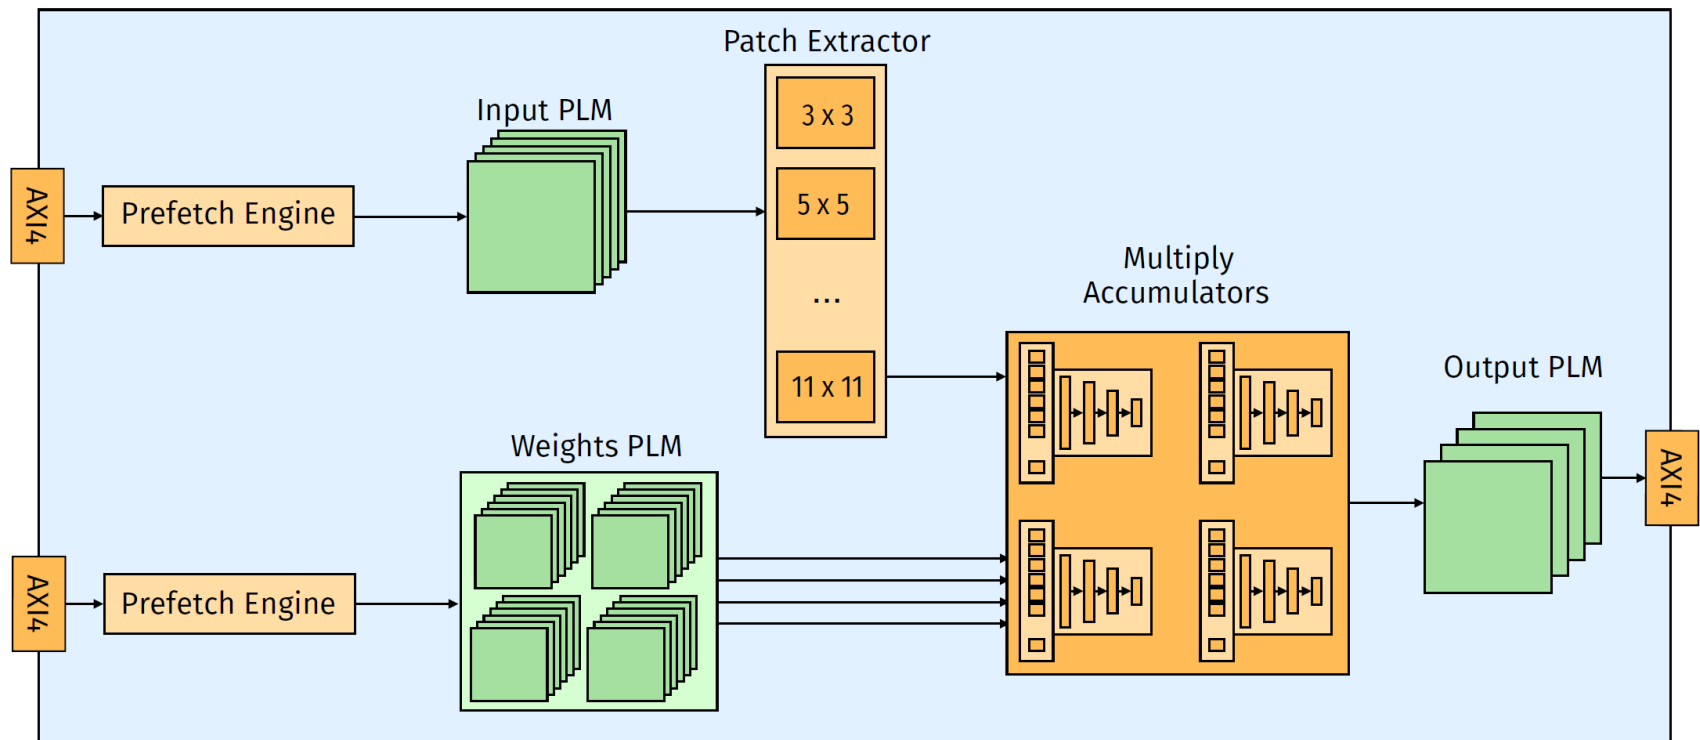 Patch Extractor
Input PLM
3 x 3
AXI4
Prefetch Engine
5 x 5
...
11 x 11
Multiply
Accumulators
Output PLM
AXI4
Weights PLM
AXI4
Prefetch Engine